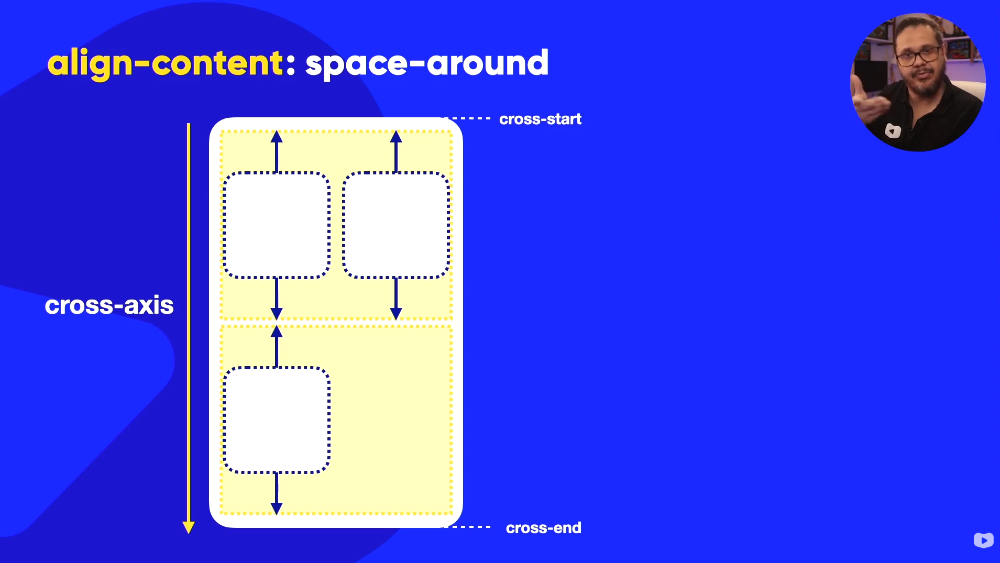 align-content: space-around
cross-start
cross-axis
cross-end